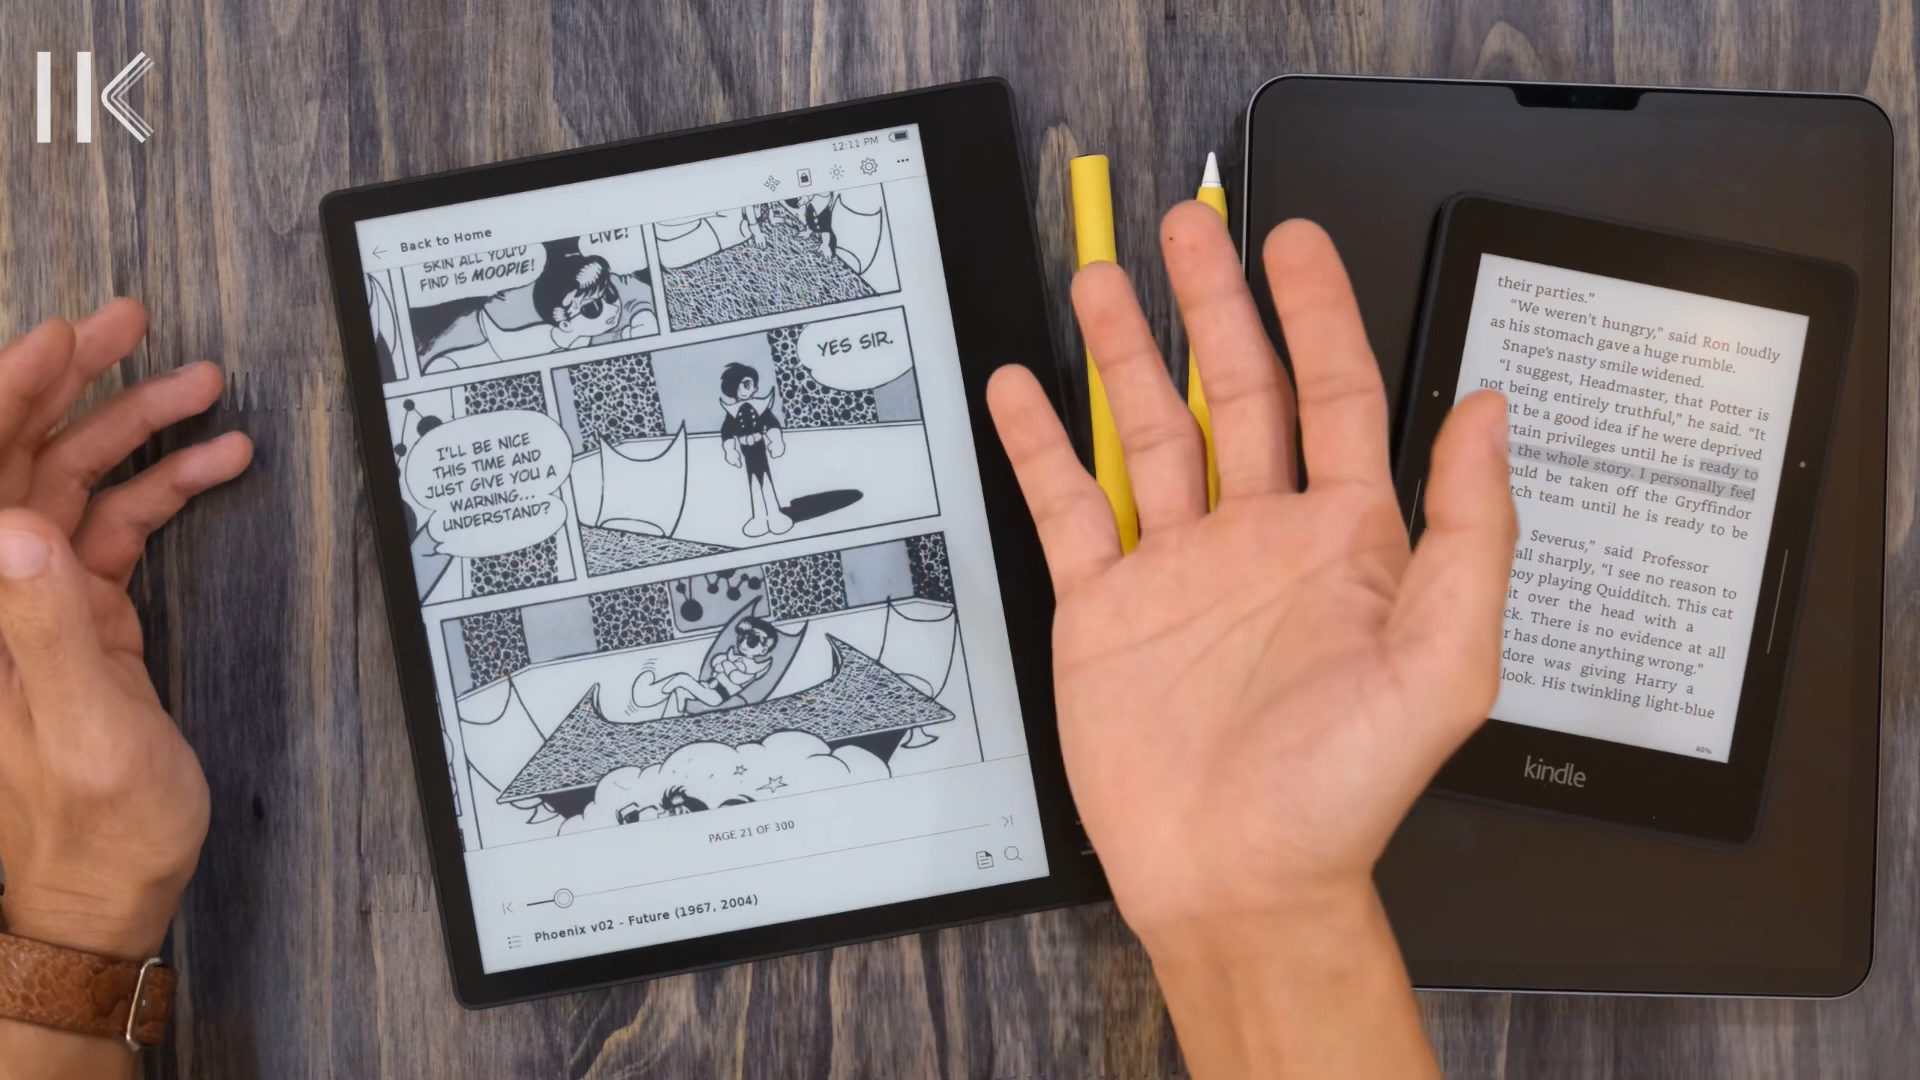 12:11 PM
Back to Home
SKIN ALL YOU'D
FIND IS MOOPIE!
LIVE!
YES SIR.
I'LL BE NICE
THIS TIME AND
JUST GIVE YOU A
WARNING...
UNDERSTAND?
PAGE 21 OF 300
Phoenix v02 - Future (1967, 2004)
their parties."
"We weren't hungry," said Ron loudly
as his stomach gave a huge rumble.
Snape's nasty smile widened.
"I suggest, Headmaster, that Potter is
not being entirely truthful," he said. "It
be a good idea if he were deprived
privileges until he is ready to
the whole story. I personally feel
be taken off the Gryffindor
team until he is ready to be
Severus," said Professor
sharply, "I see no reason to
boy playing Quidditch. This cat
it over the head with a
There is no evidence at all
has done anything wrong."
was giving Harry a
look. His twinkling light-blue
40%
kindle